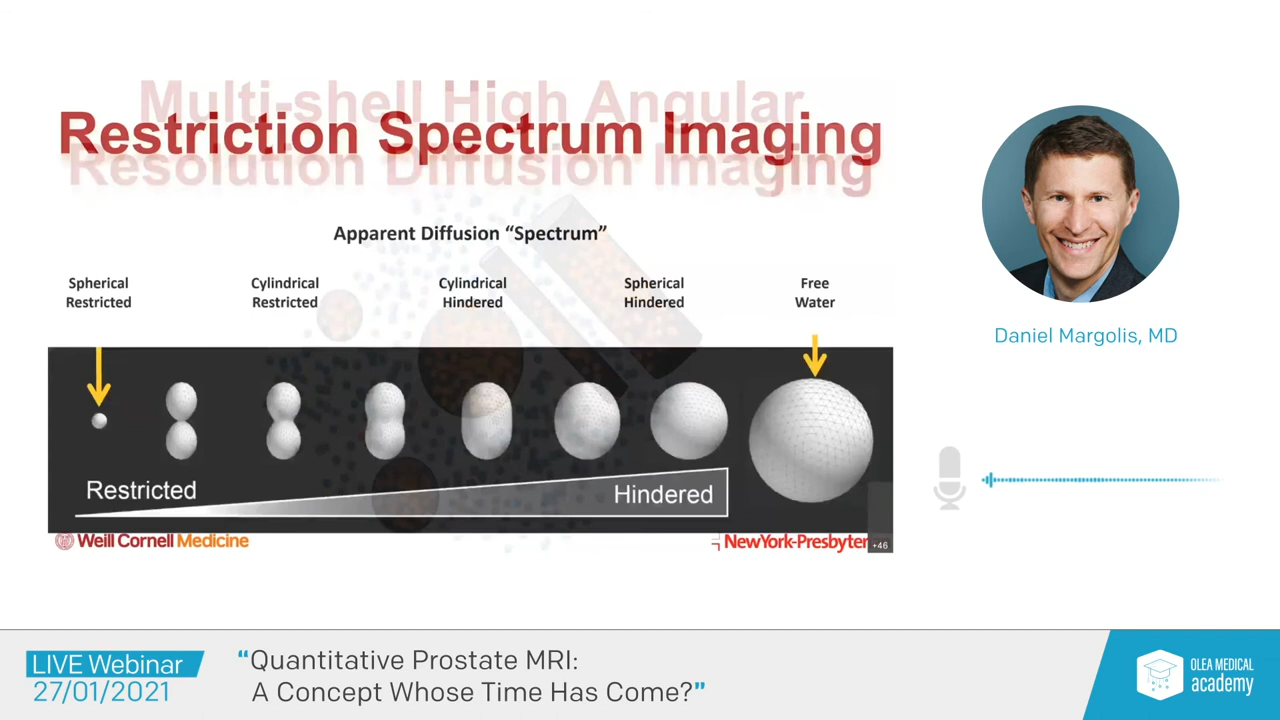 Multi-shell High Angular
Restriction Spectrum Imaging
Resolution Diffusion Imaging
Apparent Diffusion “Spectrum”
Spherical
Restricted
Cylindrical
Restricted
Cylindrical
Hindered
Spherical
Hindered
Free
Water
Restricted
Hindered
Weill Cornell Medicine
NewYork-Presbyter
+46
Daniel Margolis, MD
LIVE Webinar
27/01/2021
“Quantitative Prostate MRI:
A Concept Whose Time Has Come?”
OLEA MEDICAL
academy